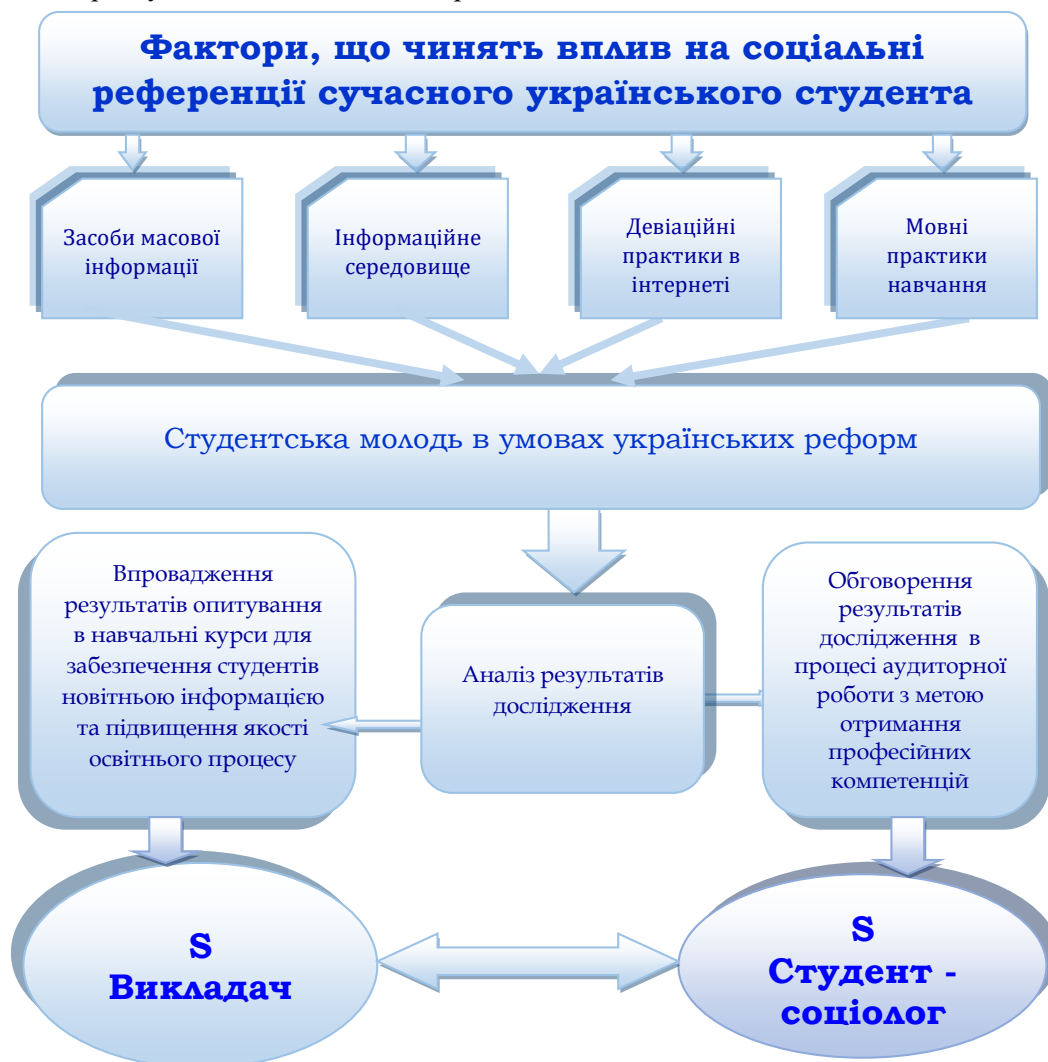 Фактори, що чинять вплив на соціальні
референції сучасного українського студента
Засоби масової
інформації
Інформаційне
середовище
Девіаційні
практики в
інтернеті
Мовні
практики
навчання
Студентська молодь в умовах українських реформ
Впровадження
результатів опитування
в навчальні курси для
забезпечення студентів
новітньою інформацією
та підвищення якості
освітнього процесу
Аналіз результатів
дослідження
Обговорення
результатів
дослідження в
процесі аудиторної
роботи з метою
отримання
професійних
компетенцій
S
Викладач
S
Студент -
соціолог